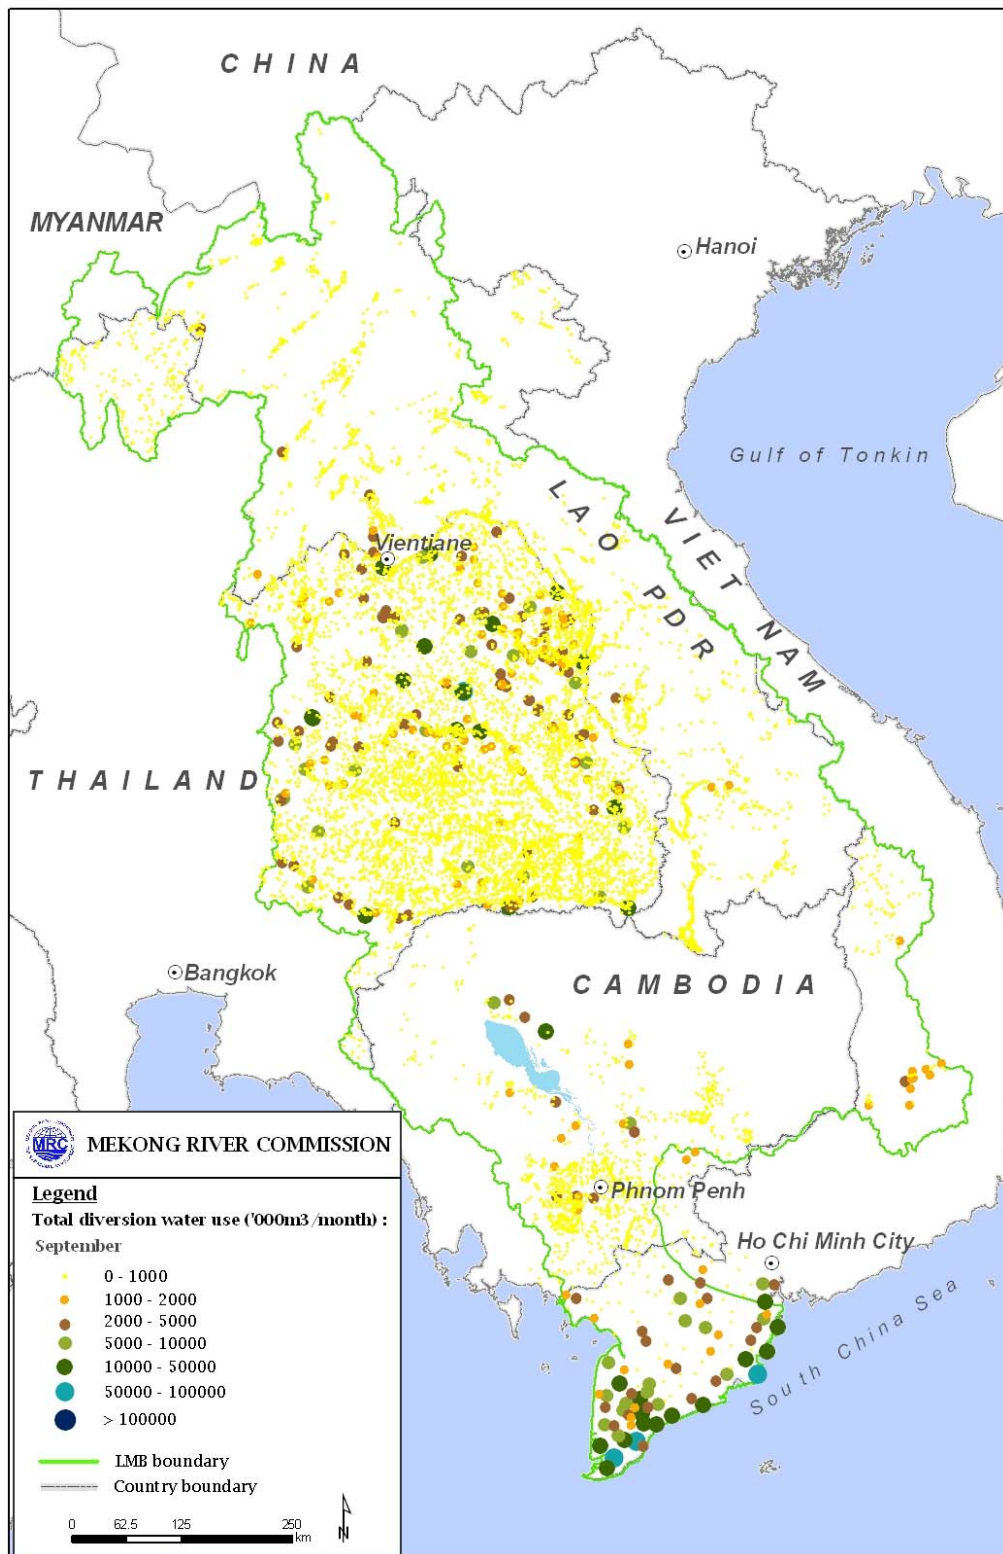 CHINA
MYANMAR
Hanoi
Gulf of Tonkin
LAO PDR
VIET NAM
Vientiane
THAILAND
Bangkok
CAMBODIA
MRC
MEKONG RIVER COMMISSION
Legend
Total diversion water use ('000m3/month) :
September
0 - 1000
1000 - 2000
2000 - 5000
5000 - 10000
10000 - 50000
50000 - 100000
> 100000
LMB boundary
Country boundary
0 62.5 125 250
km
N
Phnom Penh
Ho Chi Minh City
South China Sea